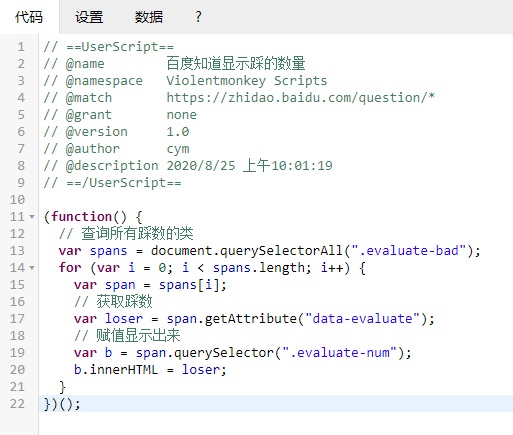 代码 设置 数据 ?
1 // ==UserScript==
2 // @name 百度知道显示踩的数量
3 // @namespace Violentmonkey Scripts
4 // @match https://zhidao.baidu.com/question/*
5 // @grant none
6 // @version 1.0
7 // @author cym
8 // @description 2020/8/25 上午10:01:19
9 // ==/UserScript==
10
11 (function() {
12 // 查询所有踩数的类
13 var spans = document.querySelectorAll(".evaluate-bad");
14 for (var i = 0; i < spans.length; i++) {
15 var span = spans[i];
16 // 获取踩数
17 var loser = span.getAttribute("data-evaluate");
18 // 赋值显示出来
19 var b = span.querySelector(".evaluate-num");
20 b.innerHTML = loser;
21 }
22 })();